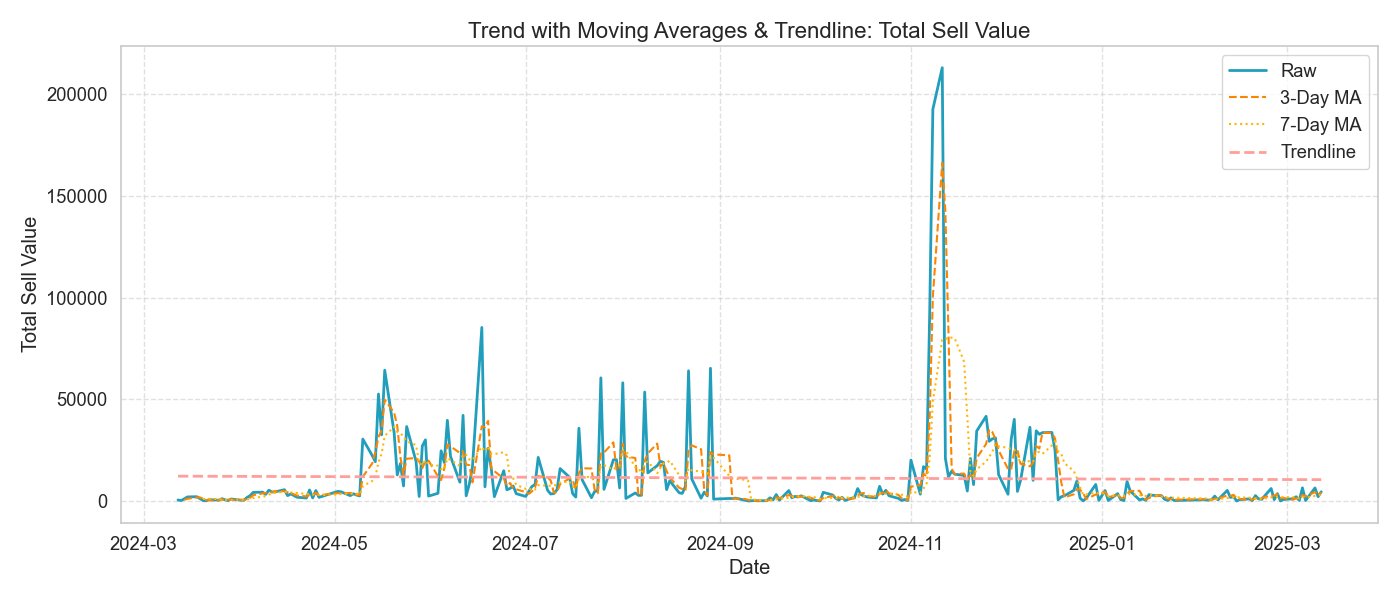 Trend with Moving Averages & Trendline: Total Sell Value
Raw
3-Day MA
7-Day MA
Trendline
Total Sell Value
200000
150000
100000
50000
0
2024-03
2024-05
2024-07
2024-09
2024-11
2025-01
2025-03
Date